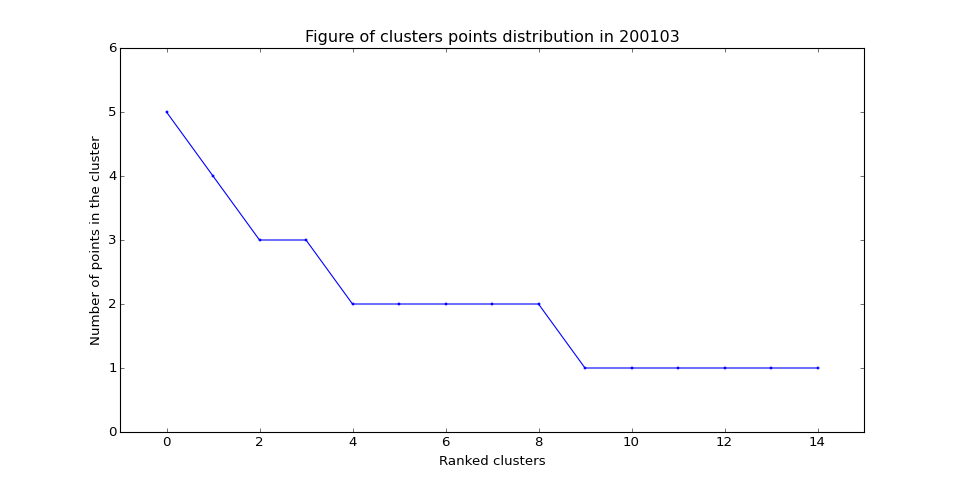 Figure of clusters points distribution in 200103
6
5
4
3
2
1
0
Number of points in the cluster
0 2 4 6 8 10 12 14
Ranked clusters